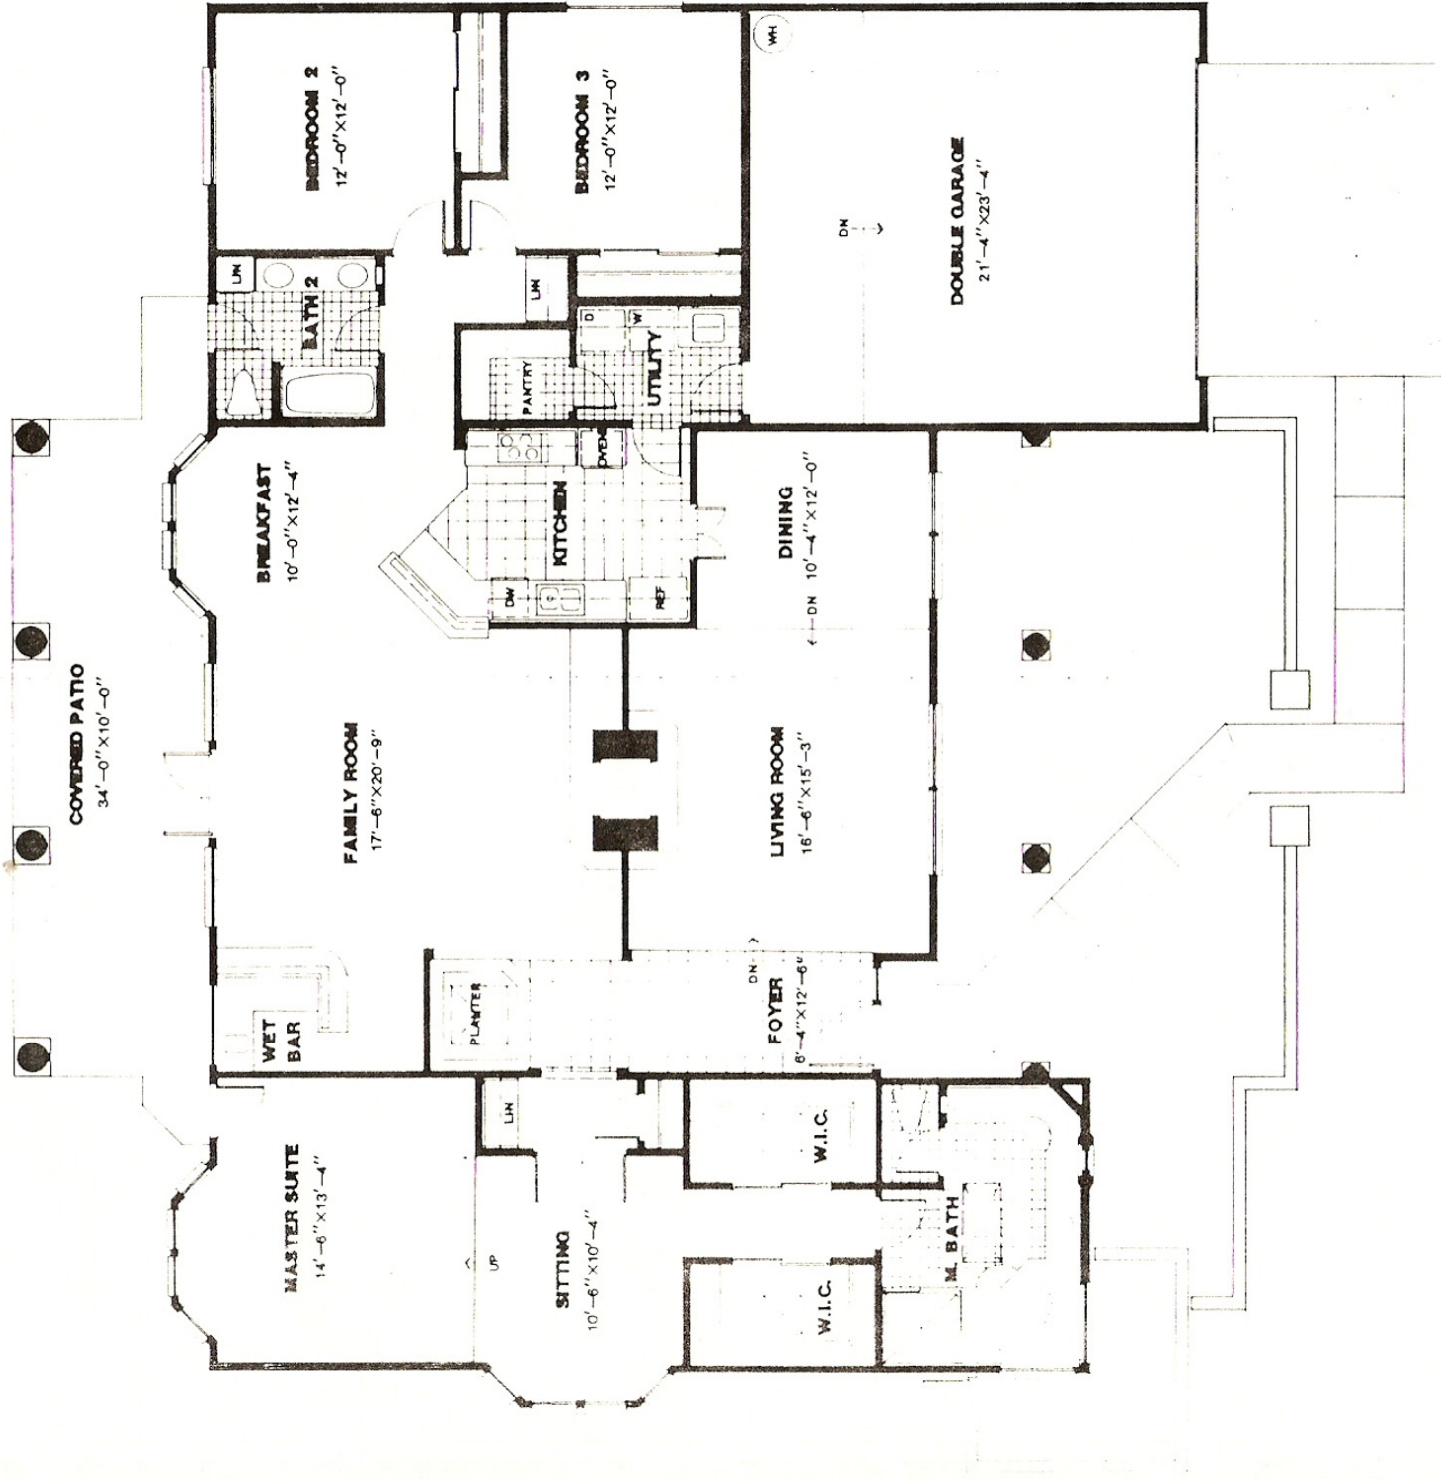 COVERED PATIO
34'-0"X10'-0"
MASTER SUITE
14'-6"X13'-4"
WET
BAR
FAMILY ROOM
17'-6"X20'-9"
BREAKFAST
10'-0"X12'-4"
BATH 2
LIN
BEDROOM 2
12'-0"X12'-0"
UP
SITTING
10'-6"X10'-4"
LIN
PLANTER
DW
KITCHEN
OVEN
REF
PANTRY
LIN
BEDROOM 3
12'-0"X12'-0"
D
W
UTILITY
W.I.C.
W.I.C.
DN
FOYER
6'-4"X12'-6"
LIVING ROOM
16'-6"X15'-3"
DN
DINING
10'-4"X12'-0"
WH
DN
DOUBLE GARAGE
21'-4"X23'-4"
M. BATH